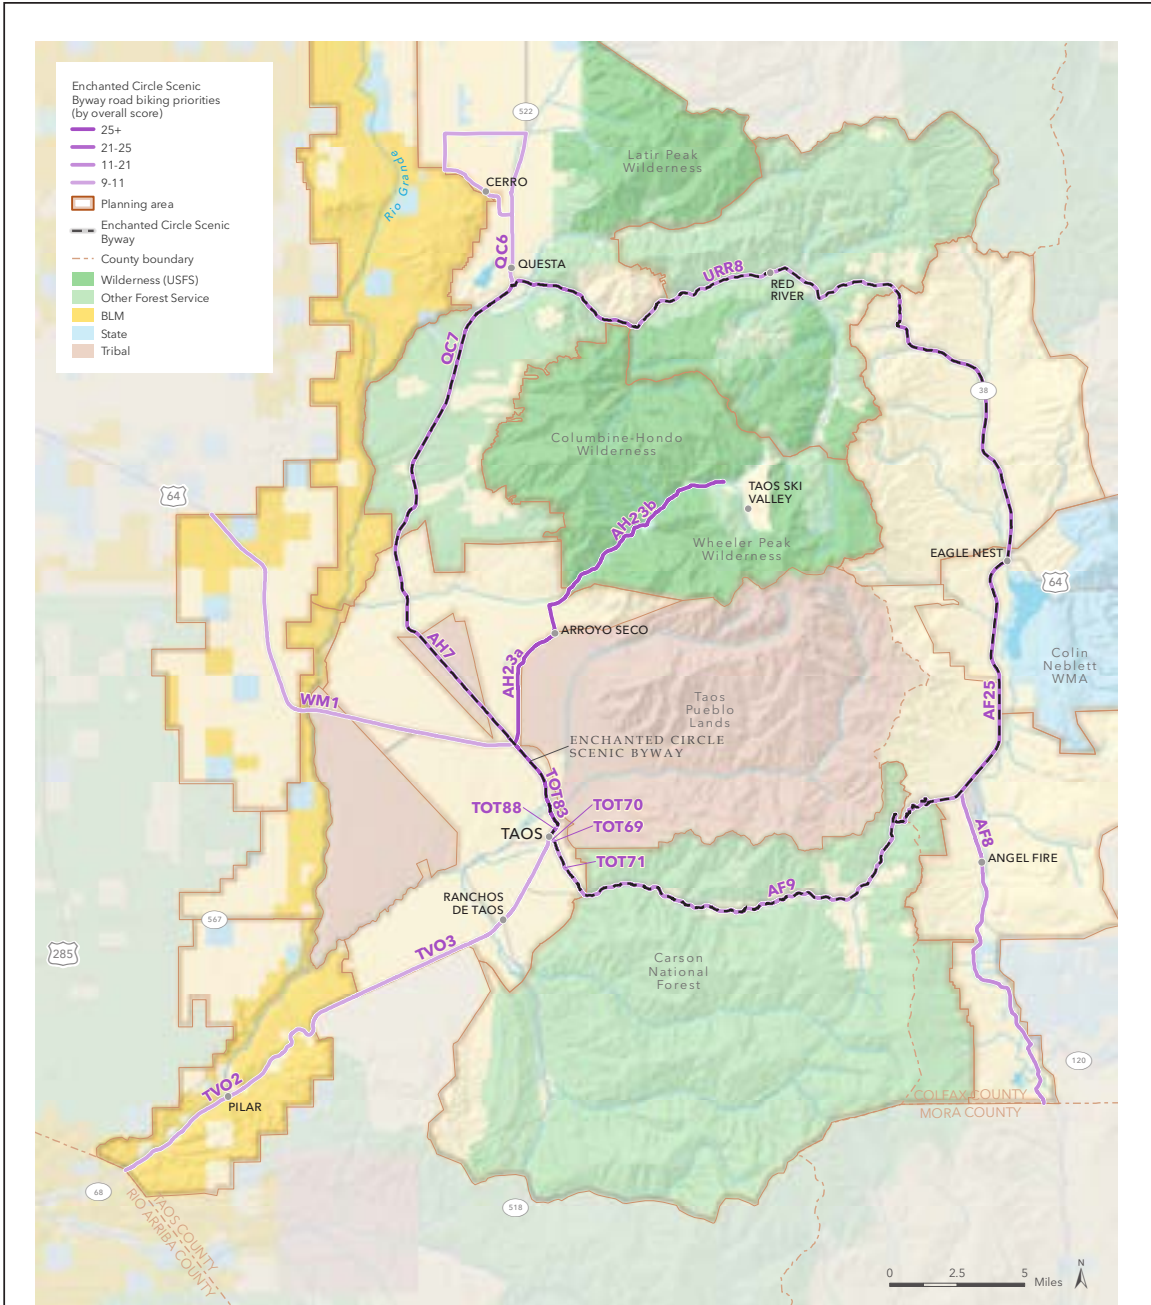 Enchanted Circle Scenic
Byway road biking priorities
(by overall score)
25+
21-25
11-21
9-11
Planning area
Enchanted Circle Scenic
Byway
County boundary
Wilderness (USFS)
Other Forest Service
BLM
State
Tribal
522
Rio Grande
Latir Peak
Wilderness
CERRO
QC6
QUESTA
URR8
RED
RIVER
QC7
38
Columbine-Hondo
Wilderness
64
TAOS SKI
VALLEY
AH23b
Wheeler Peak
Wilderness
EAGLE NEST
64
ARROYO SECO
AH7
AH23a
Colin
Neblett
WMA
WM1
Taos
Pueblo
Lands
AF25
ENCHANTED CIRCLE
SCENIC BYWAY
TOT83
TOT88
TOT70
TOT69
TAOS
TOT71
AF8
ANGEL FIRE
AF9
RANCHOS
DE TAOS
567
285
TVO3
Carson
National
Forest
120
TVO2
PILAR
COLFAX COUNTY
MORA COUNTY
68
TAOS COUNTY
RIO ARRIBA COUNTY
518
0
2.5
5
Miles
N